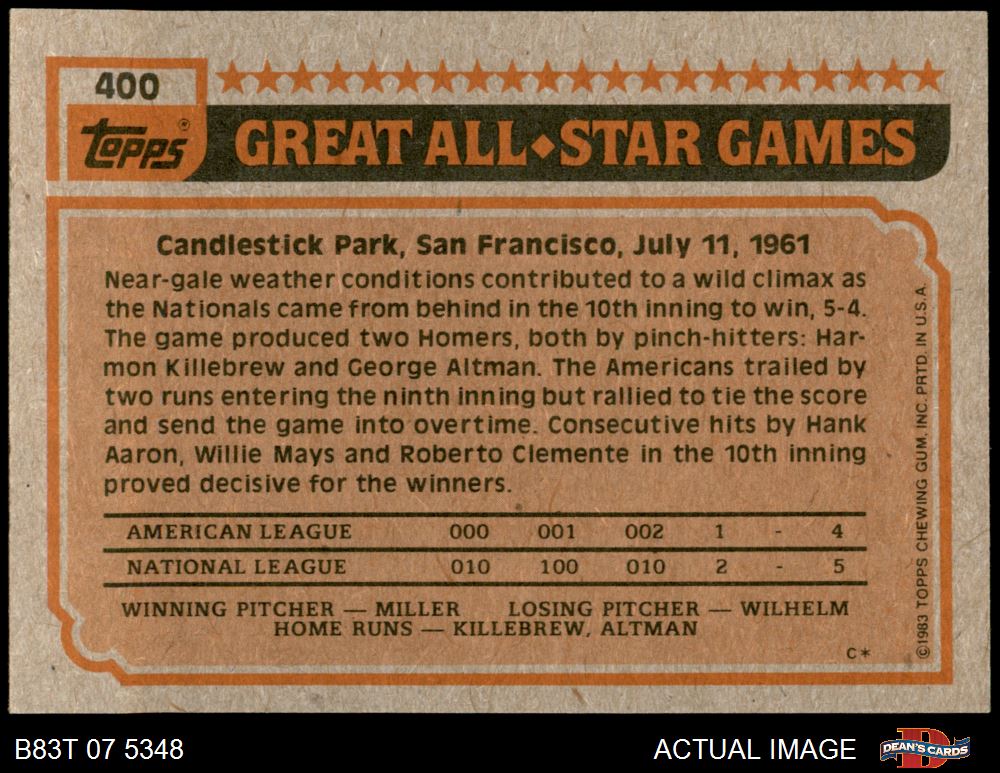 400
topps®
GREAT ALL◆STAR GAMES
Candlestick Park, San Francisco, July 11, 1961
Near-gale weather conditions contributed to a wild climax as
the Nationals came from behind in the 10th inning to win, 5-4.
The game produced two Homers, both by pinch-hitters: Har-
mon Killebrew and George Altman. The Americans trailed by
two runs entering the ninth inning but rallied to tie the score
and send the game into overtime. Consecutive hits by Hank
Aaron, Willie Mays and Roberto Clemente in the 10th inning
proved decisive for the winners.
AMERICAN LEAGUE 000 001 002 1 - 4
NATIONAL LEAGUE 010 100 010 2 - 5
WINNING PITCHER — MILLER LOSING PITCHER — WILHELM
HOME RUNS — KILLEBREW, ALTMAN
C*
©1983 TOPPS CHEWING GUM, INC. PRTD. IN U.S.A.
B83T 07 5348
ACTUAL IMAGE
DEAN'S CARDS